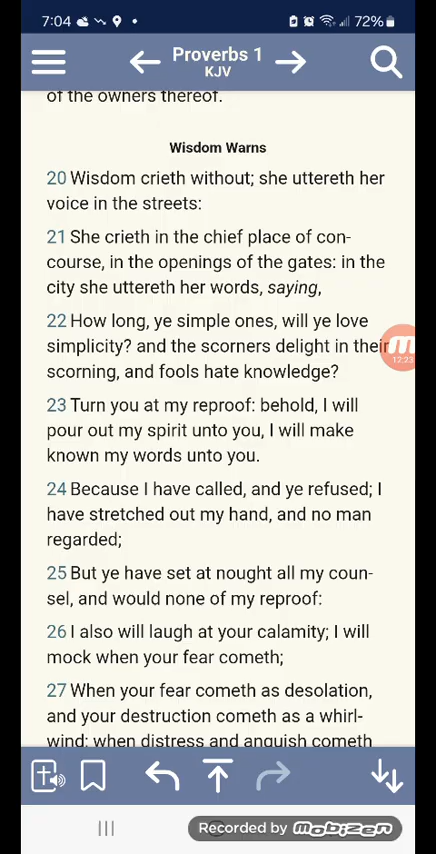 7:04
72%
Proverbs 1
KJV
of the owners thereof.
Wisdom Warns
20 Wisdom crieth without; she uttereth her
voice in the streets:
21 She crieth in the chief place of con-
course, in the openings of the gates: in the
city she uttereth her words, saying,
22 How long, ye simple ones, will ye love
simplicity? and the scorners delight in their
scorning, and fools hate knowledge?
12:23
23 Turn you at my reproof: behold, I will
pour out my spirit unto you, I will make
known my words unto you.
24 Because I have called, and ye refused; I
have stretched out my hand, and no man
regarded;
25 But ye have set at nought all my coun-
sel, and would none of my reproof:
26 I also will laugh at your calamity; I will
mock when your fear cometh;
27 When your fear cometh as desolation,
and your destruction cometh as a whirl-
wind; when distress and anguish cometh
Recorded by mobizen